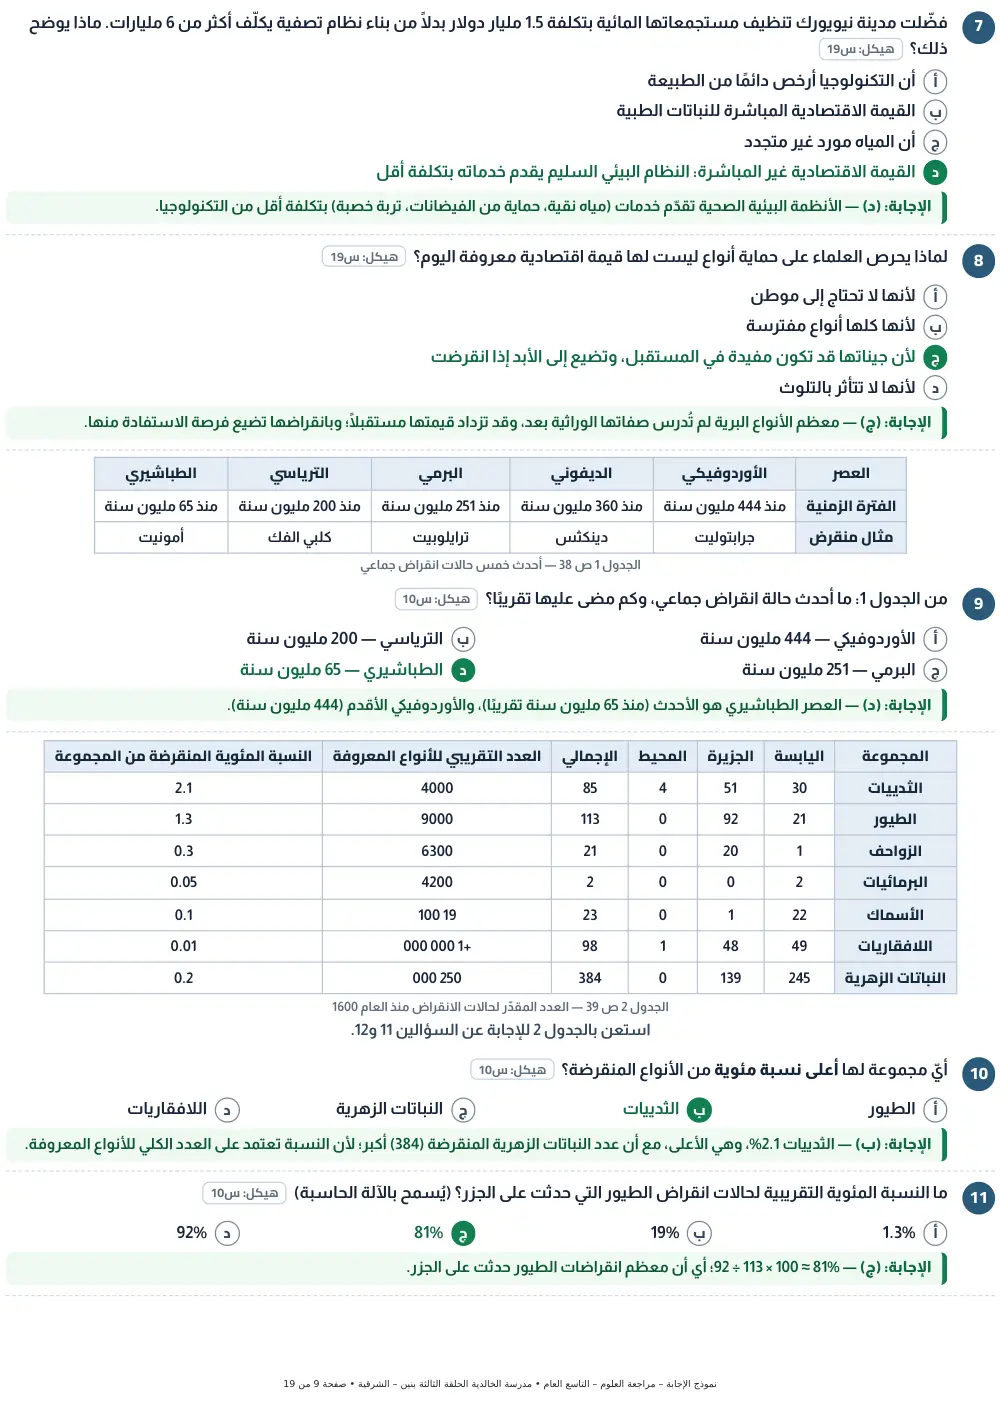 7 فضّلت مدينة نيويورك تنظيف مستجمعاتها المائية بتكلفة 1.5 مليار دولار بدلاً من بناء نظام تصفية يكلّف أكثر من 6 مليارات. ماذا يوضح
ذلك؟ هيكل: س19
أ أن التكنولوجيا أرخص دائمًا من الطبيعة
ب القيمة الاقتصادية المباشرة للنباتات الطبية
ج أن المياه مورد غير متجدد
د القيمة الاقتصادية غير المباشرة: النظام البيئي السليم يقدم خدماته بتكلفة أقل
الإجابة: (د) — الأنظمة البيئية الصحية تقدّم خدمات (مياه نقية، حماية من الفيضانات، تربة خصبة) بتكلفة أقل من التكنولوجيا.
8 لماذا يحرص العلماء على حماية أنواع ليست لها قيمة اقتصادية معروفة اليوم؟ هيكل: س19
أ لأنها لا تحتاج إلى موطن
ب لأنها كلها أنواع مفترسة
ج لأن جيناتها قد تكون مفيدة في المستقبل، وتضيع إلى الأبد إذا انقرضت
د لأنها لا تتأثر بالتلوث
الإجابة: (ج) — معظم الأنواع البرية لم تُدرس صفاتها الوراثية بعد، وقد تزداد قيمتها مستقبلاً؛ وبانقراضها تضيع فرصة الاستفادة منها.
العصر الأوردوفيكي الديفوني البرمي الترياسي الطباشيري
الفترة الزمنية منذ 444 مليون سنة منذ 360 مليون سنة منذ 251 مليون سنة منذ 200 مليون سنة منذ 65 مليون سنة
مثال منقرض جرابتوليت دينكثس ترايلوبيت كلبي الفك أمونيت
الجدول 1 ص 38 — أحدث خمس حالات انقراض جماعي
9 من الجدول 1: ما أحدث حالة انقراض جماعي، وكم مضى عليها تقريبًا؟ هيكل: س10
أ الأوردوفيكي — 444 مليون سنة ب الترياسي — 200 مليون سنة
ج البرمي — 251 مليون سنة د الطباشيري — 65 مليون سنة
الإجابة: (د) — العصر الطباشيري هو الأحدث (منذ 65 مليون سنة تقريبًا)، والأوردوفيكي الأقدم (444 مليون سنة).
المجموعة اليابسة الجزيرة المحيط الإجمالي العدد التقريبي للأنواع المعروفة النسبة المئوية المنقرضة من المجموعة
الثدييات 30 51 4 85 4000 2.1
الطيور 21 92 0 113 9000 1.3
الزواحف 1 20 0 21 6300 0.3
البرمائيات 2 0 0 2 4200 0.05
الأسماك 22 1 0 23 19 100 0.1
اللافقاريات 49 48 1 98 1 000 000+ 0.01
النباتات الزهرية 245 139 0 384 250 000 0.2
الجدول 2 ص 39 — العدد المقدّر لحالات الانقراض منذ العام 1600
استعن بالجدول 2 للإجابة عن السؤالين 11 و12.
10 أيّ مجموعة لها أعلى نسبة مئوية من الأنواع المنقرضة؟ هيكل: س10
أ الطيور ب الثدييات ج النباتات الزهرية د اللافقاريات
الإجابة: (ب) — الثدييات 2.1%، وهي الأعلى، مع أن عدد النباتات الزهرية المنقرضة (384) أكبر؛ لأن النسبة تعتمد على العدد الكلي للأنواع المعروفة.
11 ما النسبة المئوية التقريبية لحالات انقراض الطيور التي حدثت على الجزر؟ (يُسمح بالآلة الحاسبة) هيكل: س10
أ 1.3% ب 19% ج 81% د 92%
الإجابة: (ج) — 92 ÷ 113 × 100 ≈ 81%؛ أي أن معظم انقراضات الطيور حدثت على الجزر.
نموذج الإجابة – مراجعة العلوم – التاسع العام • مدرسة الخالدية الحلقة الثالثة بنين – الشرقية • صفحة 9 من 19